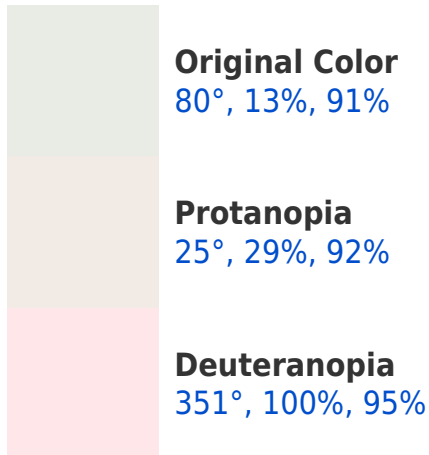 Original Color
80°, 13%, 91%
Protanopia
25°, 29%, 92%
Deuteranopia
351°, 100%, 95%